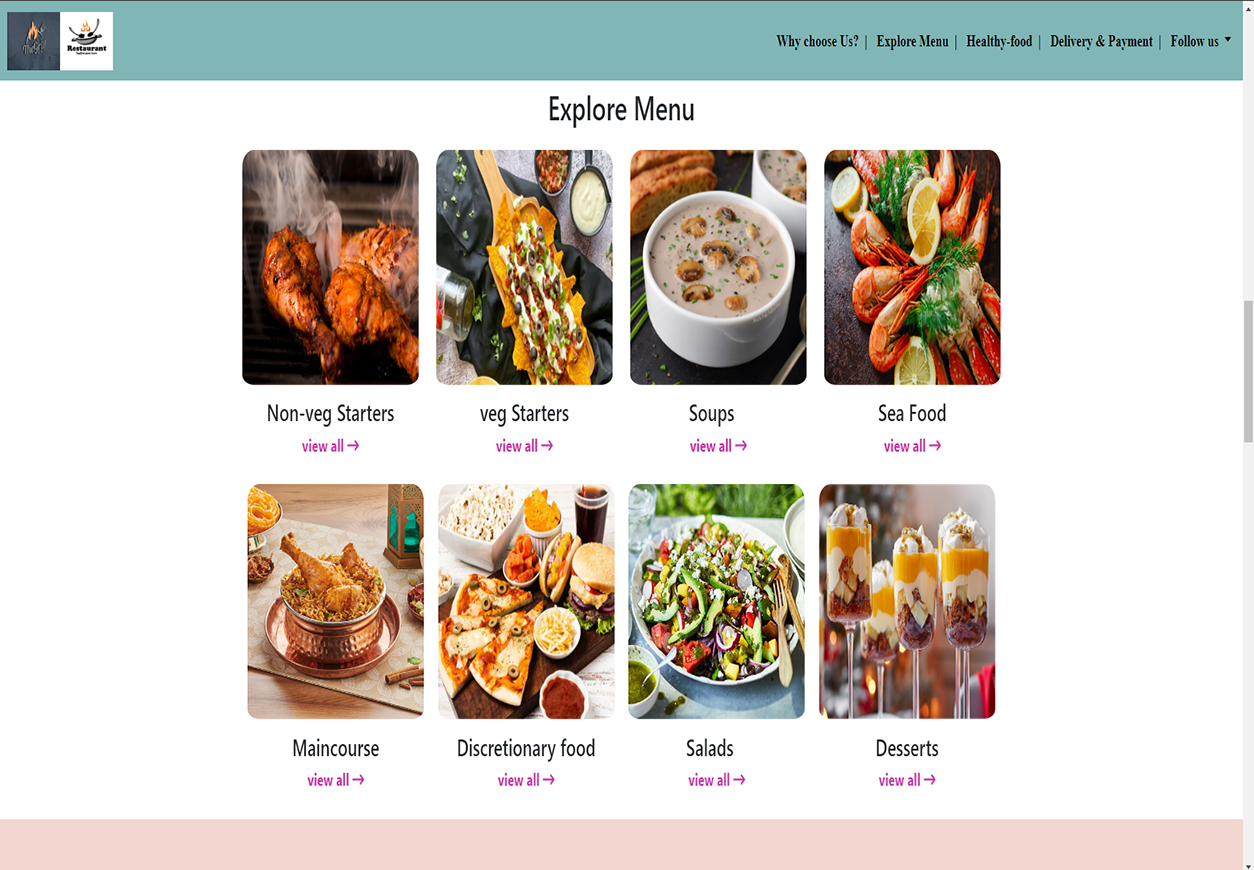 Restaurant
Why choose Us? | Explore Menu | Healthy-food | Delivery & Payment | Follow us
Explore Menu
Non-veg Starters
veg Starters
Soups
Sea Food
view all →
view all →
view all →
view all →
Maincourse
Discretionary food
Salads
Desserts
view all →
view all →
view all →
view all →